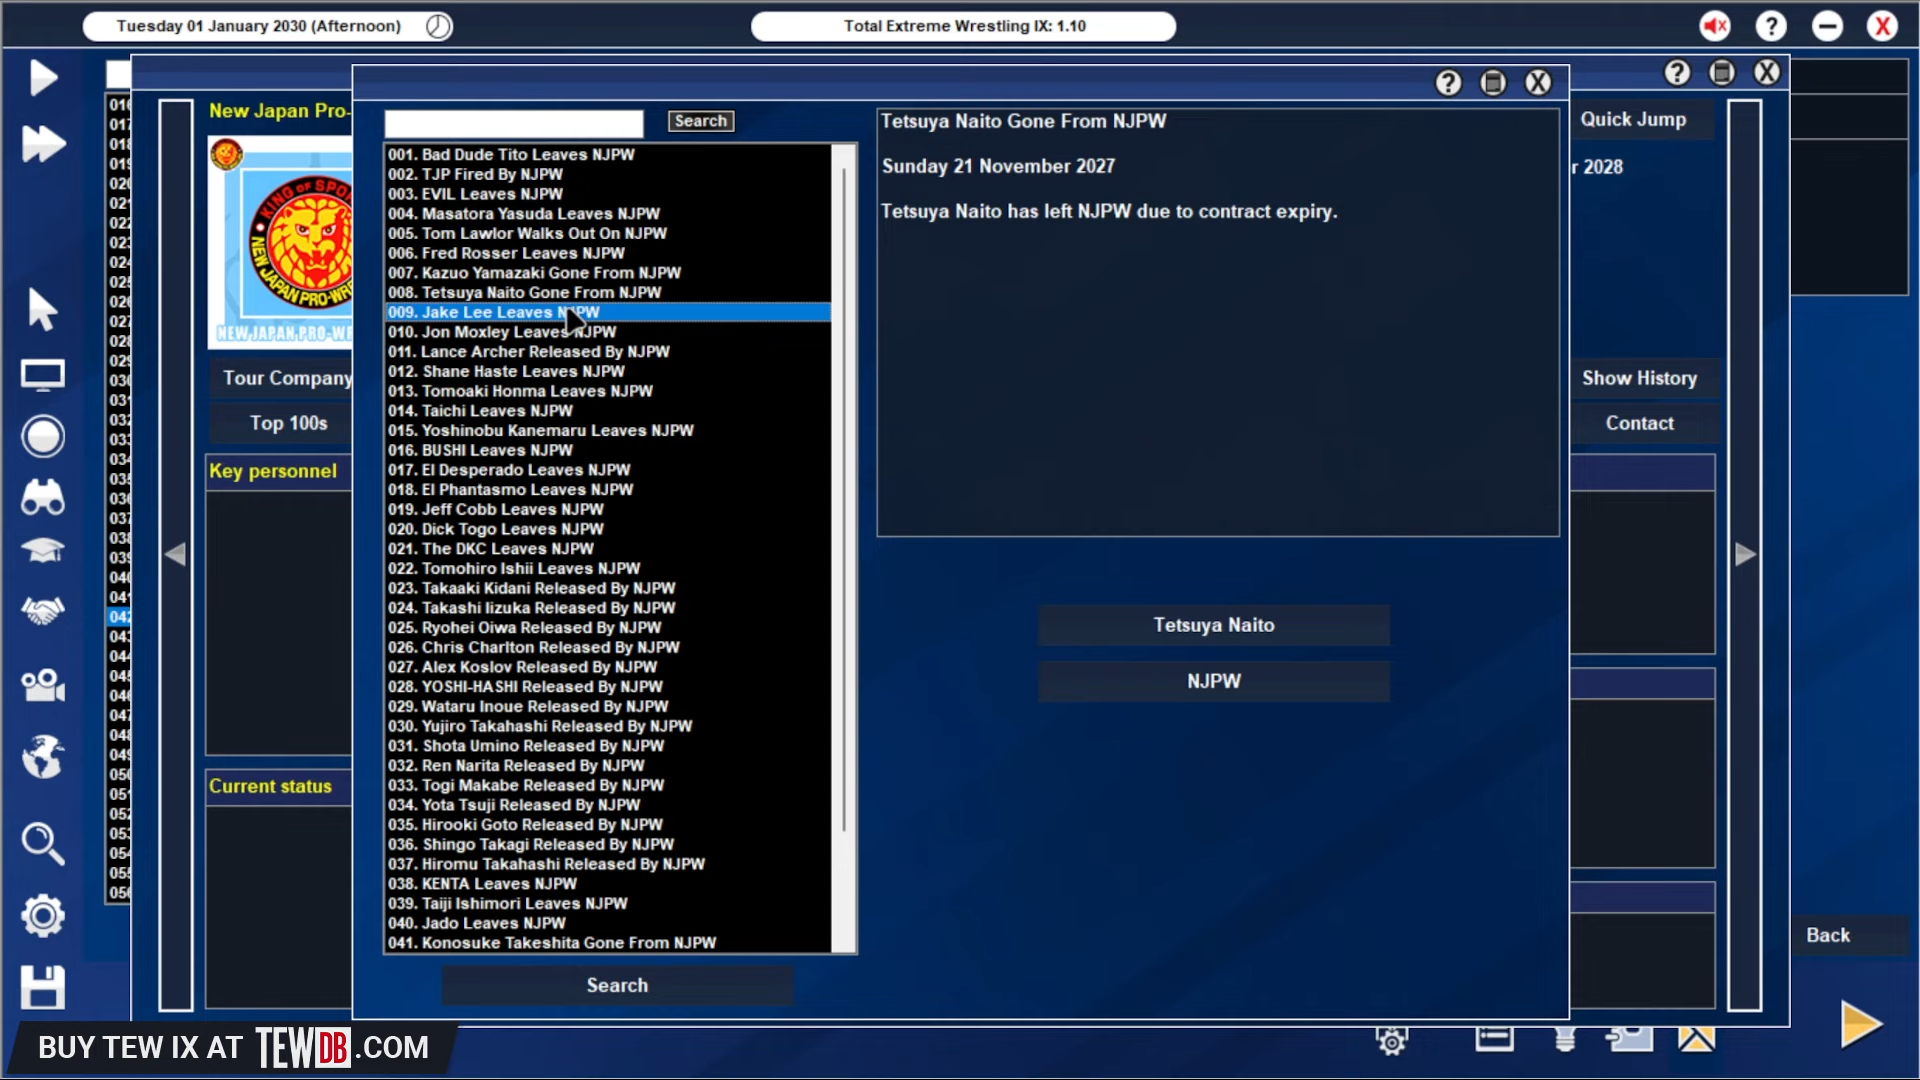 Tuesday 01 January 2030 (Afternoon)
Total Extreme Wrestling IX: 1.10
New Japan Pro-
KING OF SPOR
NEW JAPAN PRO-WRE
NEW JAPAN PRO-WR
Tour Company
Top 100s
Key personnel
Current status
Search
001. Bad Dude Tito Leaves NJPW
002. TJP Fired By NJPW
003. EVIL Leaves NJPW
004. Masatora Yasuda Leaves NJPW
005. Tom Lawlor Walks Out On NJPW
006. Fred Rosser Leaves NJPW
007. Kazuo Yamazaki Gone From NJPW
008. Tetsuya Naito Gone From NJPW
009. Jake Lee Leaves NJPW
010. Jon Moxley Leaves NJPW
011. Lance Archer Released By NJPW
012. Shane Haste Leaves NJPW
013. Tomoaki Honma Leaves NJPW
014. Taichi Leaves NJPW
015. Yoshinobu Kanemaru Leaves NJPW
016. BUSHI Leaves NJPW
017. El Desperado Leaves NJPW
018. El Phantasmo Leaves NJPW
019. Jeff Cobb Leaves NJPW
020. Dick Togo Leaves NJPW
021. The DKC Leaves NJPW
022. Tomohiro Ishii Leaves NJPW
023. Takaaki Kidani Released By NJPW
024. Takashi Iizuka Released By NJPW
025. Ryohei Oiwa Released By NJPW
026. Chris Charlton Released By NJPW
027. Alex Koslov Released By NJPW
028. YOSHI-HASHI Released By NJPW
029. Wataru Inoue Released By NJPW
030. Yujiro Takahashi Released By NJPW
031. Shota Umino Released By NJPW
032. Ren Narita Released By NJPW
033. Togi Makabe Released By NJPW
034. Yota Tsuji Released By NJPW
035. Hirooki Goto Released By NJPW
036. Shingo Takagi Released By NJPW
037. Hiromu Takahashi Released By NJPW
038. KENTA Leaves NJPW
039. Taiji Ishimori Leaves NJPW
040. Jado Leaves NJPW
041. Konosuke Takeshita Gone From NJPW
Search
Tetsuya Naito Gone From NJPW
Sunday 21 November 2027
Tetsuya Naito has left NJPW due to contract expiry.
Tetsuya Naito
NJPW
Quick Jump
r 2028
Show History
Contact
Back
BUY TEW IX AT TEWDB.COM